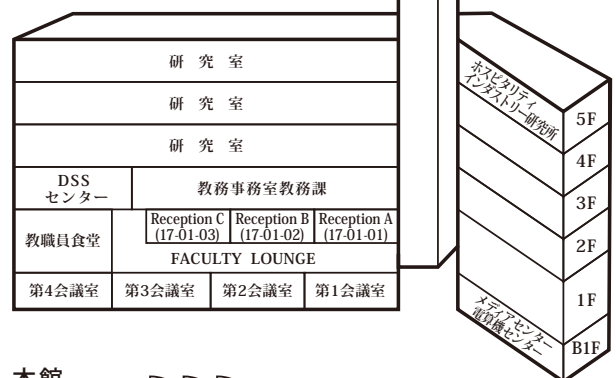 研究室
研究室
研究室
DSS
センター
教務事務室教務課
教職員食堂
Reception C
(17-01-03)
Reception B
(17-01-02)
Reception A
(17-01-01)
FACULTY LOUNGE
第4会議室
第3会議室
第2会議室
第1会議室
ホスピタリティ
インダストリー研究所
5F
4F
3F
2F
1F
メディアセンター
電算機センター
B1F
本館